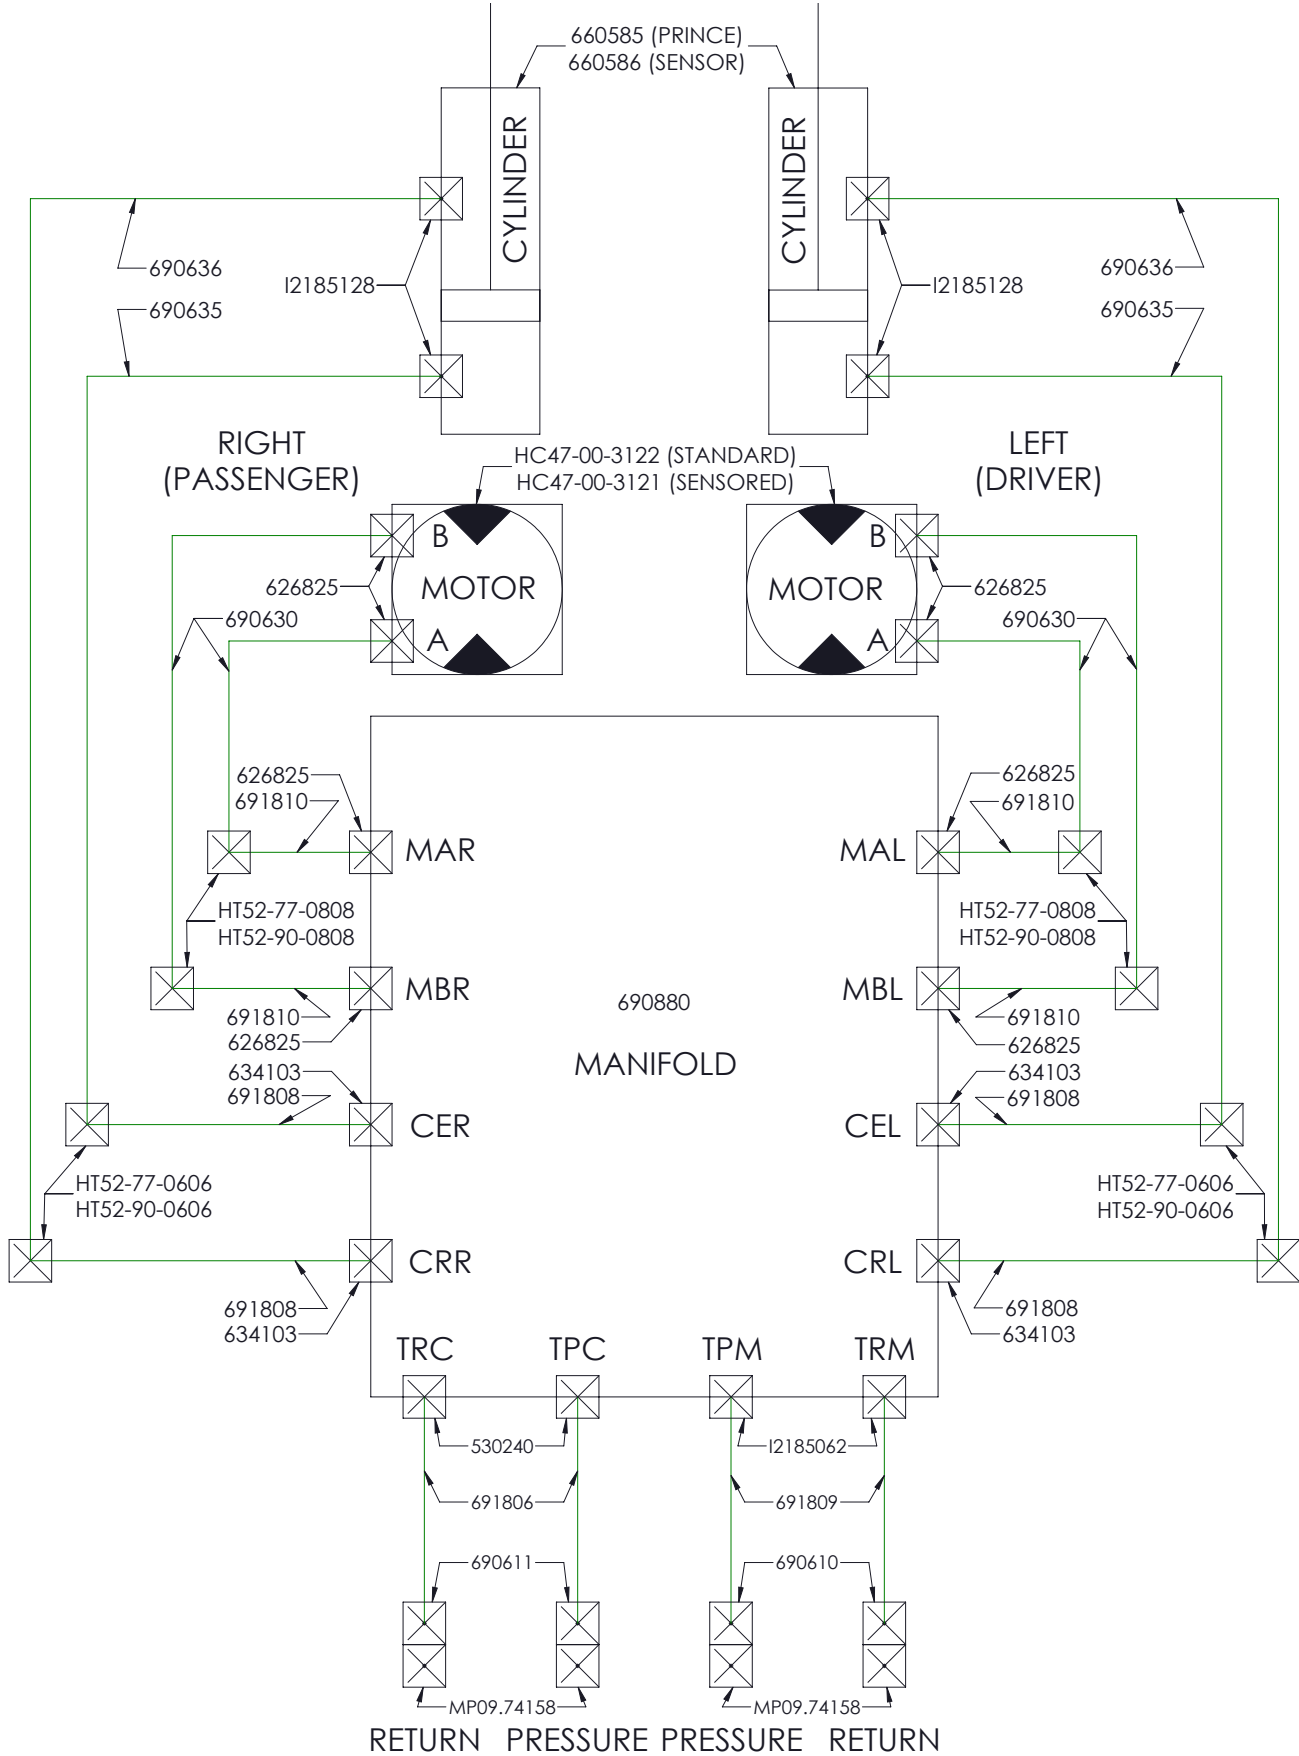 660585 (PRINCE)
660586 (SENSOR)
CYLINDER
CYLINDER
690636
690636
I2185128
I2185128
690635
690635
RIGHT
(PASSENGER)
LEFT
(DRIVER)
HC47-00-3122 (STANDARD)
HC47-00-3121 (SENSORED)
B
B
MOTOR
MOTOR
626825
626825
690630
690630
A
A
626825
626825
691810
691810
MAR
MAL
HT52-77-0808
HT52-90-0808
HT52-77-0808
HT52-90-0808
MBR
MBL
690880
MANIFOLD
691810
626825
691810
626825
634103
691808
634103
691808
CER
CEL
HT52-77-0606
HT52-90-0606
HT52-77-0606
HT52-90-0606
CRR
CRL
691808
634103
691808
634103
TRC
TPC
TPM
TRM
530240
I2185062
691806
691809
690611
690610
MP09.74158
MP09.74158
RETURN PRESSURE PRESSURE RETURN